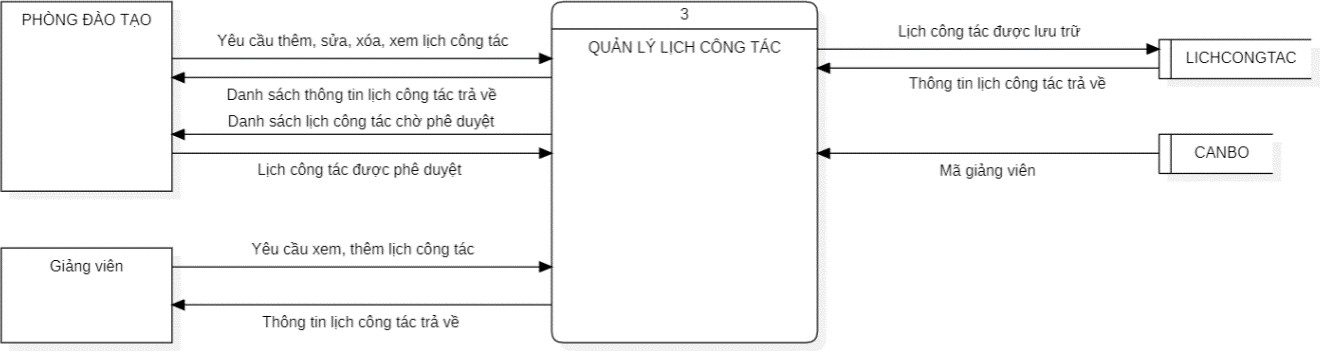 PHÒNG ĐÀO TẠO
Yêu cầu thêm, sửa, xóa, xem lịch công tác
Danh sách thông tin lịch công tác trả về
Danh sách lịch công tác chờ phê duyệt
Lịch công tác được phê duyệt
Giảng viên
Yêu cầu xem, thêm lịch công tác
Thông tin lịch công tác trả về
3
QUẢN LÝ LỊCH CÔNG TÁC
Lịch công tác được lưu trữ
Thông tin lịch công tác trả về
LICHCONGTAC
Mã giảng viên
CANBO